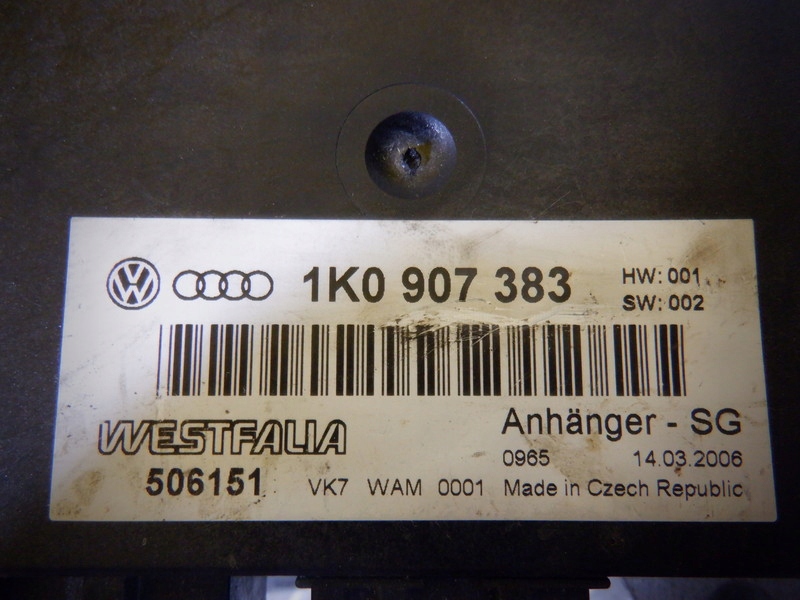 VW 1K0 907 383 HW: 001
SW: 002
WESTFALIA Anhänger - SG
506151 0965 14.03.2006
VK7 WAM 0001 Made in Czech Republic